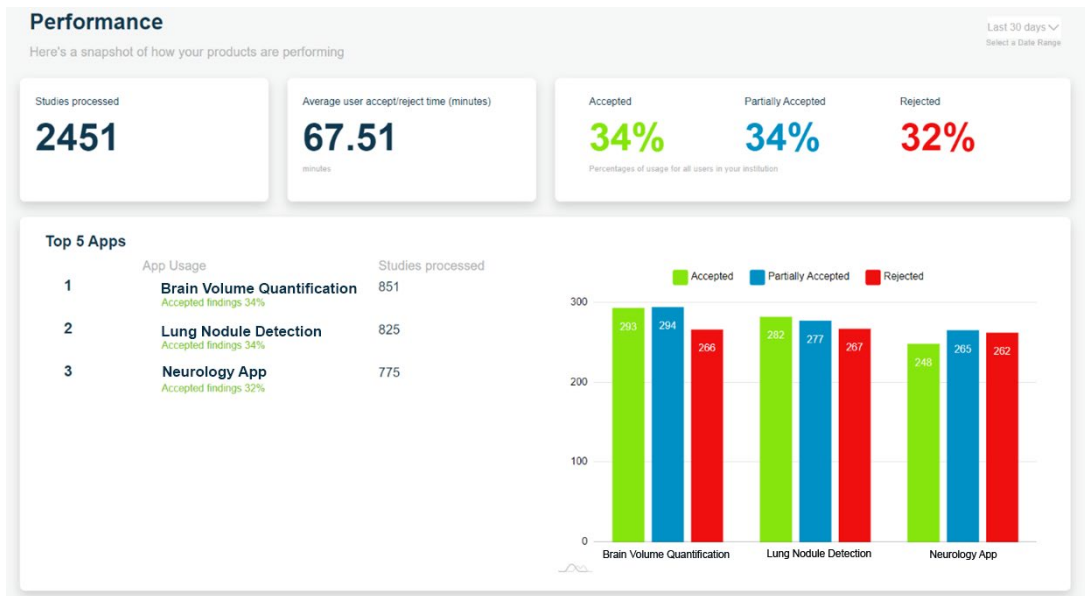 Performance
Last 30 days
Here's a snapshot of how your products are performing
Select a Date Range
Studies processed
2451
Average user accept/reject time (minutes)
67.51
minutes
Accepted Partially Accepted Rejected
34% 34% 32%
Percentages of usage for all users in your institution
Top 5 Apps
App Usage Studies processed
1 Brain Volume Quantification 851
Accepted findings 34%
2 Lung Nodule Detection 825
Accepted findings 34%
3 Neurology App 775
Accepted findings 32%
Accepted Partially Accepted Rejected
300
200
100
0
293 294 266
282 277 267
248 265 262
Brain Volume Quantification Lung Nodule Detection Neurology App